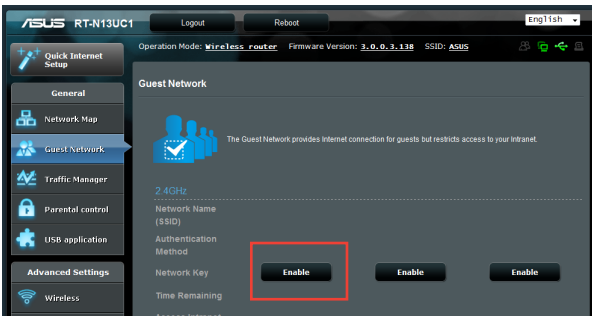 ASUS RT-N13UC1 Logout Reboot English
Operation Mode: Wireless router Firmware Version: 3.0.0.3.138 SSID: ASUS
Quick Internet
Setup
General
Network Map
Guest Network
Traffic Manager
Parental control
USB application
Advanced Settings
Wireless
Guest Network
The Guest Network provides Internet connection for guests but restricts access to your Intranet.
2.4GHz
Network Name
(SSID)
Authentication
Method
Network Key Enable Enable Enable
Time Remaining
Access Intranet